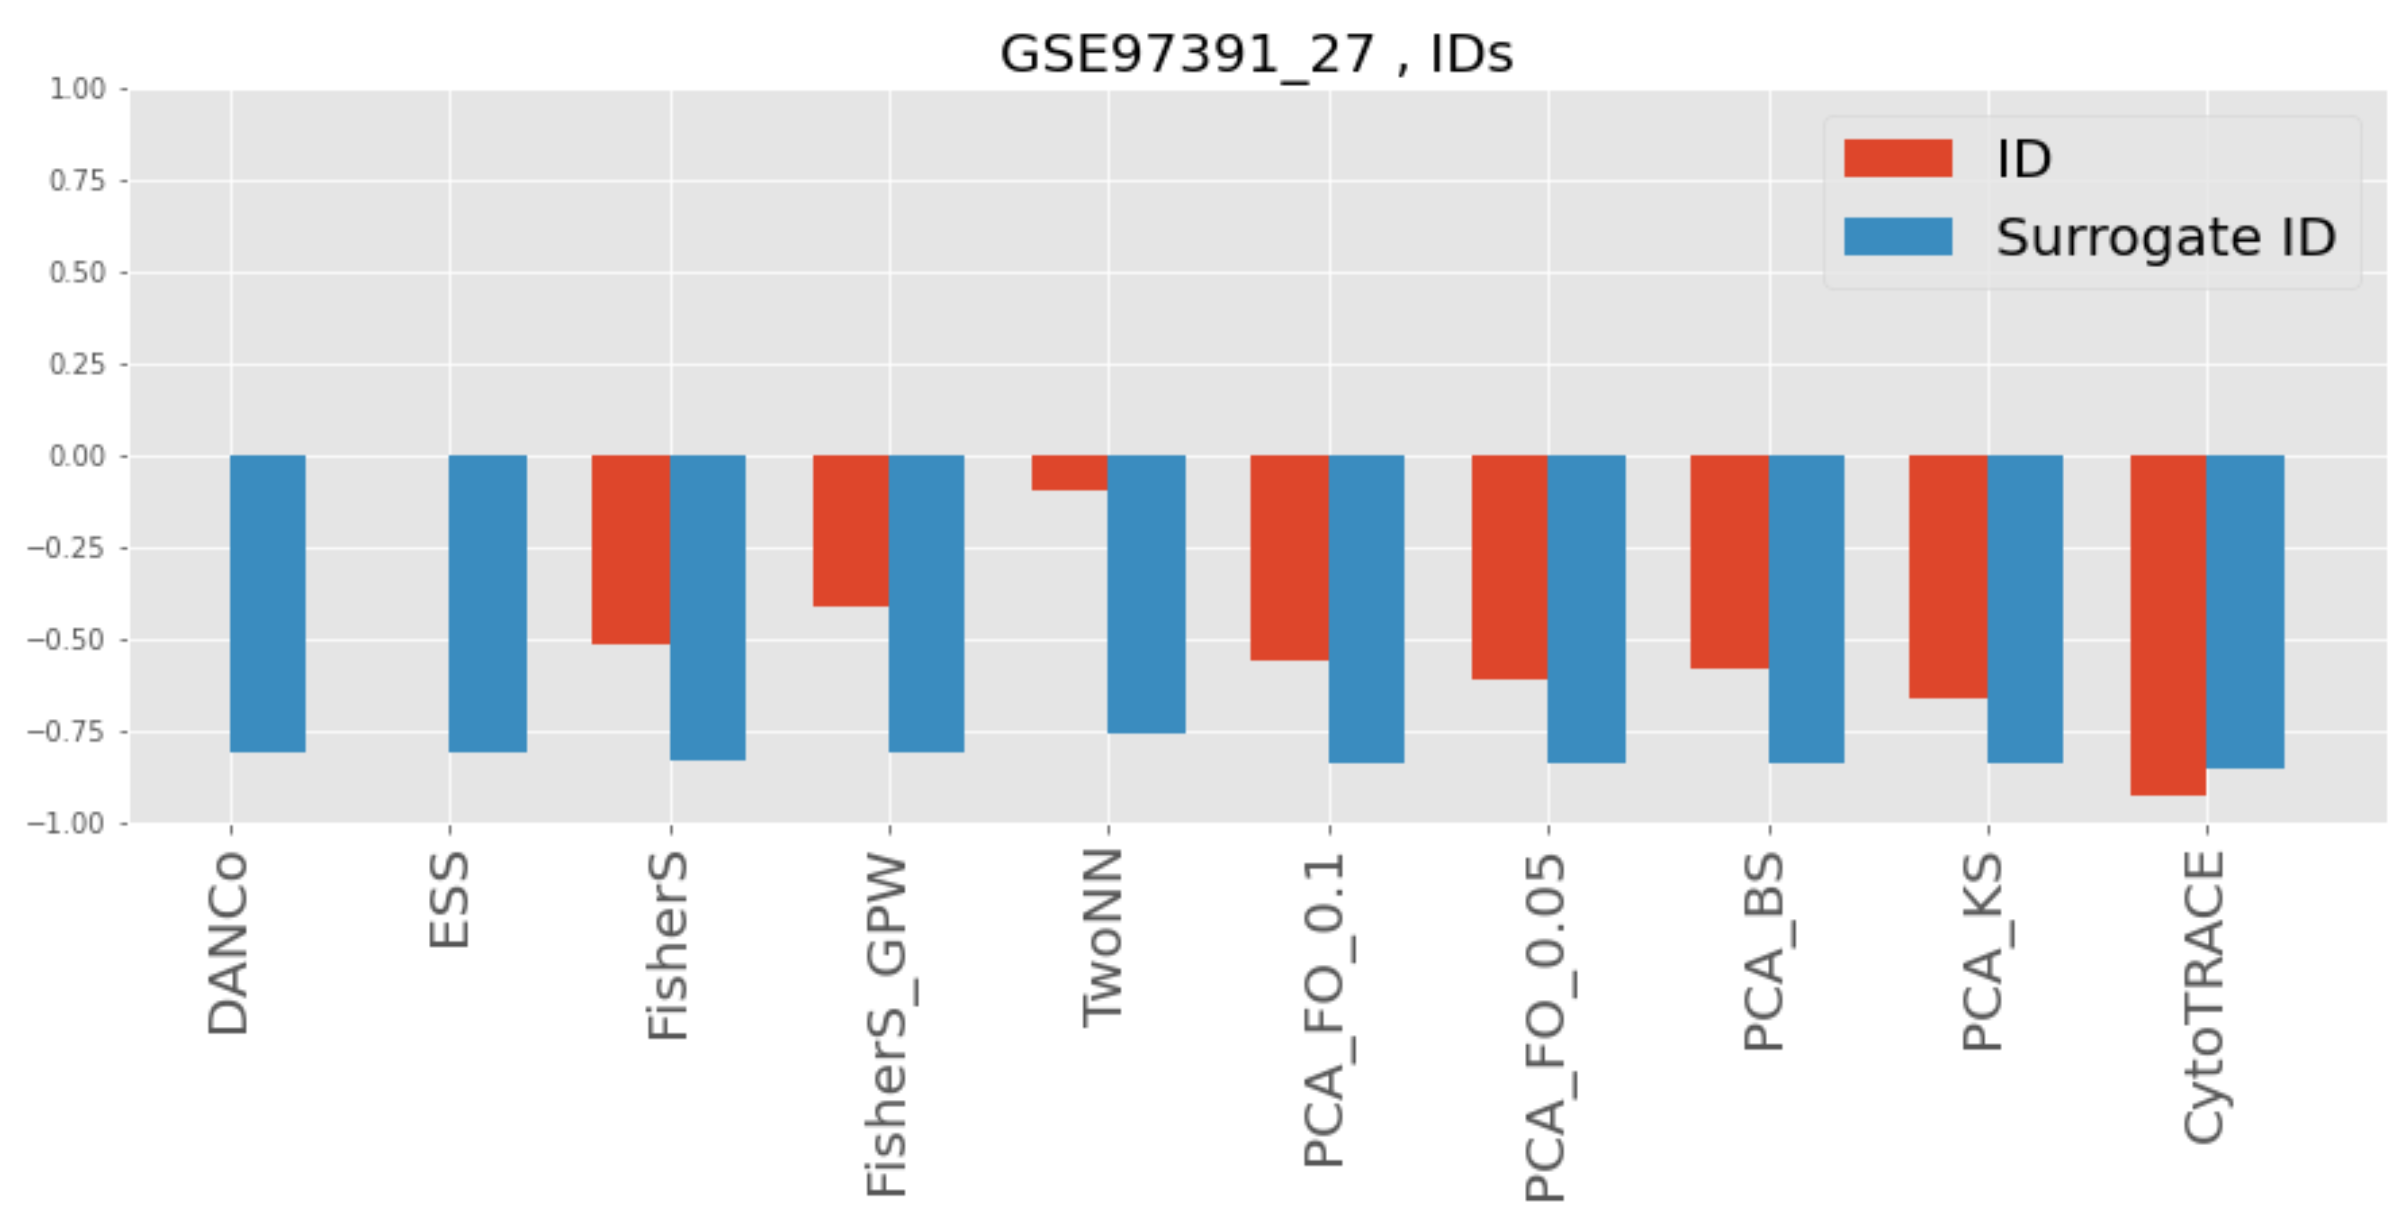 GSE97391_27 , IDs
1.00
0.75
0.50
0.25
0.00
−0.25
−0.50
−0.75
−1.00
ID
Surrogate ID
DANCo
ESS
FisherS
FisherS_GPW
TwoNN
PCA_FO_0.1
PCA_FO_0.05
PCA_BS
PCA_KS
CytoTRACE